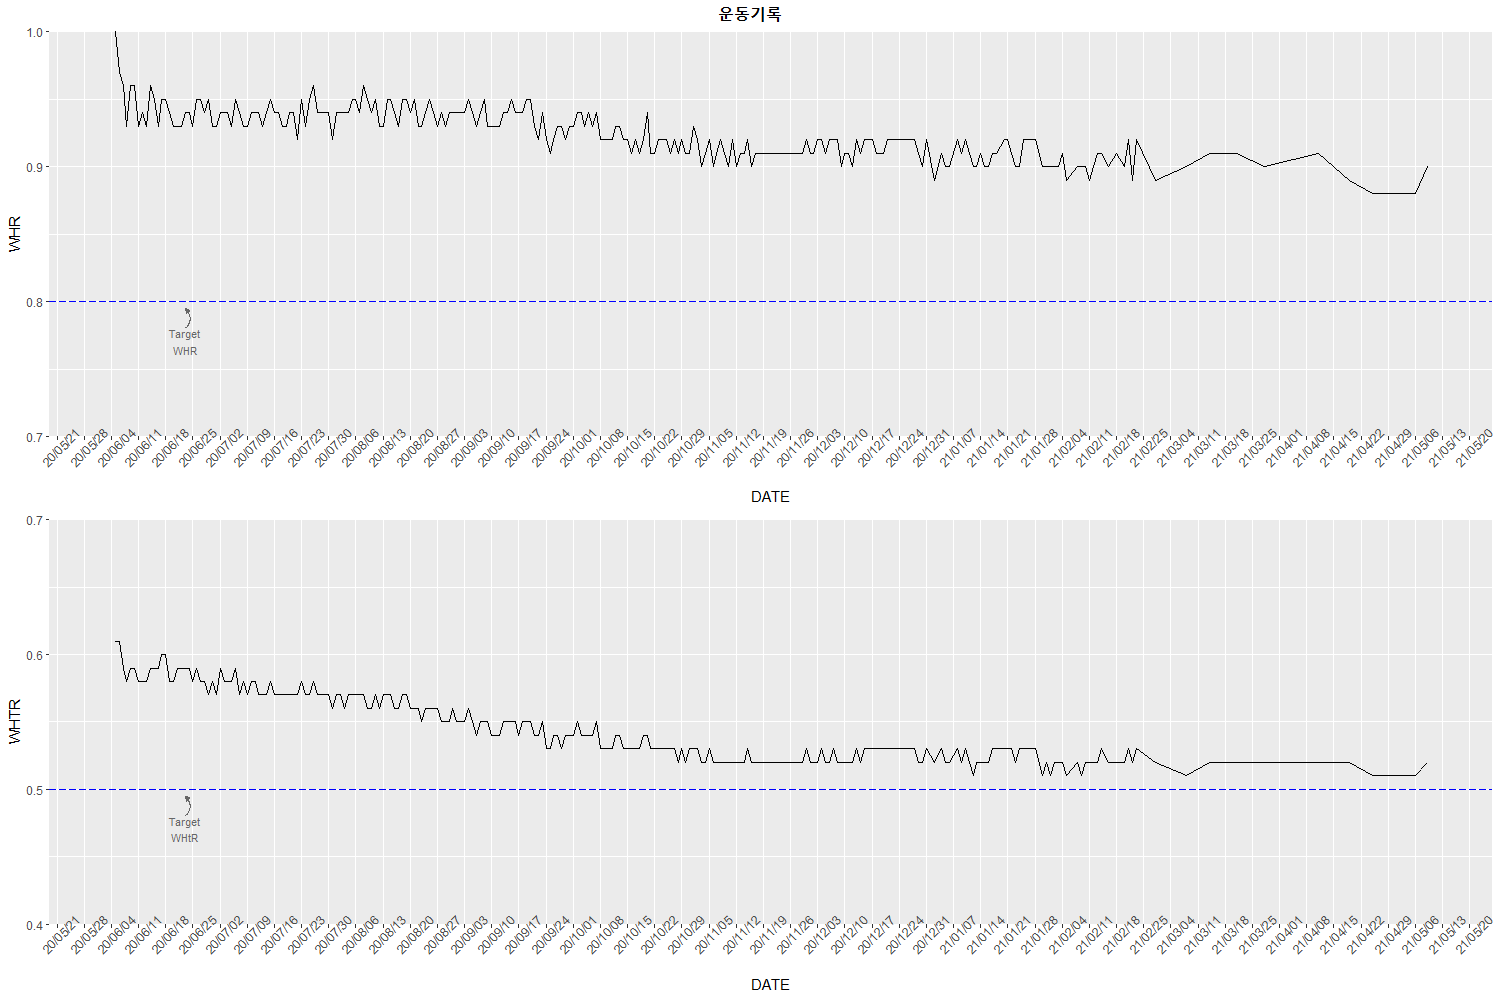 운동기록
1.0
0.9
0.8
0.7
WHR
Target
WHR
20/05/21 20/05/28 20/06/04 20/06/11 20/06/18 20/06/25 20/07/02 20/07/09 20/07/16 20/07/23 20/07/30 20/08/06 20/08/13 20/08/20 20/08/27 20/09/03 20/09/10 20/09/17 20/09/24 20/10/01 20/10/08 20/10/15 20/10/22 20/10/29 20/11/05 20/11/12 20/11/19 20/11/26 20/12/03 20/12/10 20/12/17 20/12/24 20/12/31 21/01/07 21/01/14 21/01/21 21/01/28 21/02/04 21/02/11 21/02/18 21/02/25 21/03/04 21/03/11 21/03/18 21/03/25 21/04/01 21/04/08 21/04/15 21/04/22 21/04/29 21/05/06 21/05/13 21/05/20
DATE
0.7
0.6
0.5
0.4
WHTR
Target
WHtR
20/05/21 20/05/28 20/06/04 20/06/11 20/06/18 20/06/25 20/07/02 20/07/09 20/07/16 20/07/23 20/07/30 20/08/06 20/08/13 20/08/20 20/08/27 20/09/03 20/09/10 20/09/17 20/09/24 20/10/01 20/10/08 20/10/15 20/10/22 20/10/29 20/11/05 20/11/12 20/11/19 20/11/26 20/12/03 20/12/10 20/12/17 20/12/24 20/12/31 21/01/07 21/01/14 21/01/21 21/01/28 21/02/04 21/02/11 21/02/18 21/02/25 21/03/04 21/03/11 21/03/18 21/03/25 21/04/01 21/04/08 21/04/15 21/04/22 21/04/29 21/05/06 21/05/13 21/05/20
DATE